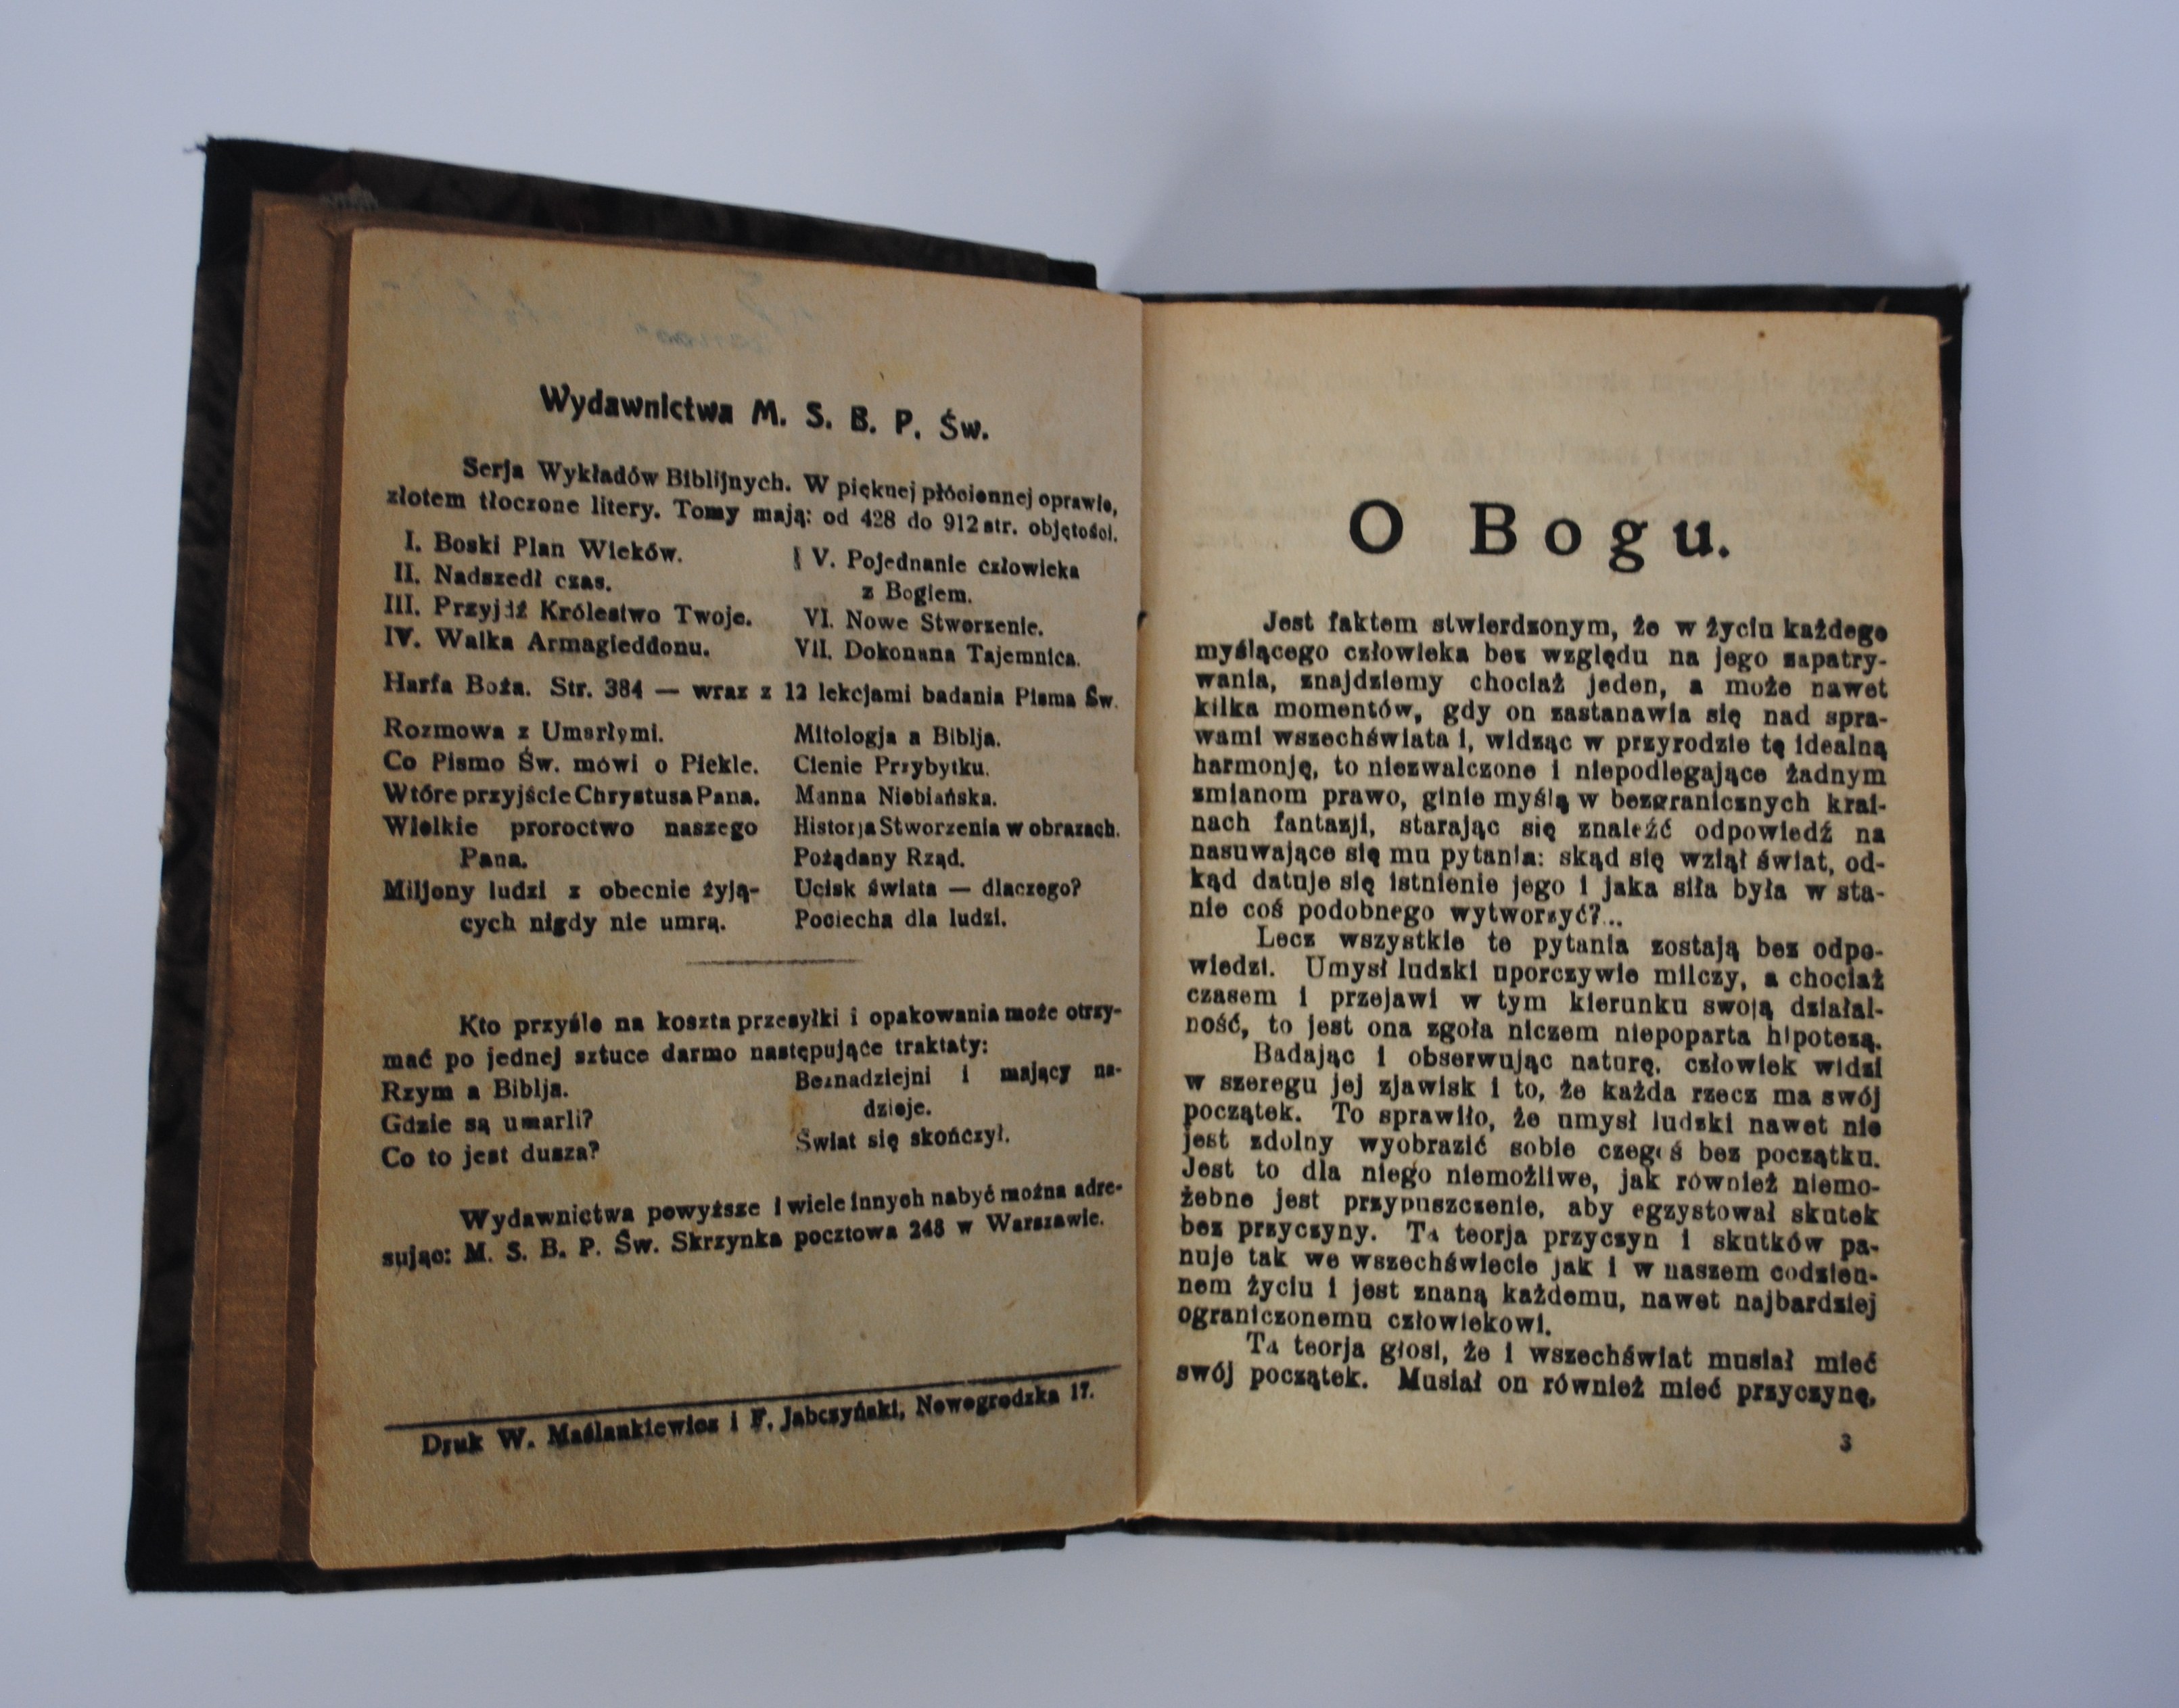 Wydawnictwa M. S. B. P. Św.
Serja Wykładów Biblijnych. W pięknej płóciennej oprawie,
złotem tłoczone litery. Tomy mają: od 428 do 912 str. objętości.
I. Boski Plan Wieków.
II. Nadszedł czas.
III. Przyjdź Królestwo Twoje.
IV. Walka Armagieddonu.
V. Pojednanie człowieka
z Bogiem.
VI. Nowe Stworzenie.
VII. Dokonana Tajemnica.
Harfa Boża. Str. 384 — wraz z 12 lekcjami badania Pisma Św.
Rozmowa z Umarłymi.
Co Pismo Św. mówi o Piekle.
Wtóre przyjście Chrystusa Pana.
Wielkie proroctwo naszego
Pana.
Miljony ludzi z obecnie żyją-
cych nigdy nie umrą.
Mitologja a Biblja.
Cienie Przybytku.
Manna Niebiańska.
Historja Stworzenia w obrazach.
Pożądany Rząd.
Ucisk świata — dlaczego?
Pociecha dla ludzi.
Kto przyśle na koszta przesyłki i opakowania może otrzy-
mać po jednej sztuce darmo następujące traktaty:
Rzym a Biblja.
Gdzie są umarli?
Co to jest dusza?
Beznadziejni i mający na-
dzieje.
Świat się skończył.
Wydawnictwa powyższe i wiele innych nabyć można adre-
sując: M. S. B. P. Św. Skrzynka pocztowa 248 w Warszawie.
Druk W. Maślankiewicz i F. Jabczyński, Nowogrodzka 17.
O Bogu.
Jest faktem stwierdzonym, że w życiu każdego
myślącego człowieka bez względu na jego zapatry-
wania, znajdziemy chociaż jeden, a może nawet
kilka momentów, gdy on zastanawia się nad spra-
wami wszechświata i, widząc w przyrodzie tę idealną
harmonję, to niezwalczone i niepodlegające żadnym
zmianom prawo, ginie myślą w bezgranicznych krai-
nach fantazji, starając się znaleźć odpowiedź na
nasuwające się mu pytania: skąd się wziął świat, od-
kąd datuje się istnienie jego i jaka siła była w sta-
nie coś podobnego wytworzyć?...
Lecz wszystkie te pytania zostają bez odpo-
wiedzi. Umysł ludzki uporczywie milczy, a chociaż
czasem i przejawi w tym kierunku swoją działal-
ność, to jest ona zgoła niczem niepoparta hipotezą.
Badając i obserwując naturę, człowiek widzi
w szeregu jej zjawisk i to, że każda rzecz ma swój
początek. To sprawiło, że umysł ludzki nawet nie
jest zdolny wyobrazić sobie czegoś bez początku.
Jest to dla niego niemożliwe, jak również niemo-
żebne jest przypuszczenie, aby egzystował skutek
bez przyczyny. Ta teorja przyczyn i skutków pa-
nuje tak we wszechświecie jak i w naszem codzien-
nem życiu i jest znaną każdemu, nawet najbardziej
ograniczonemu człowiekowi.
Ta teorja głosi, że i wszechświat musiał mieć
swój początek. Musiał on również mieć przyczynę,
3